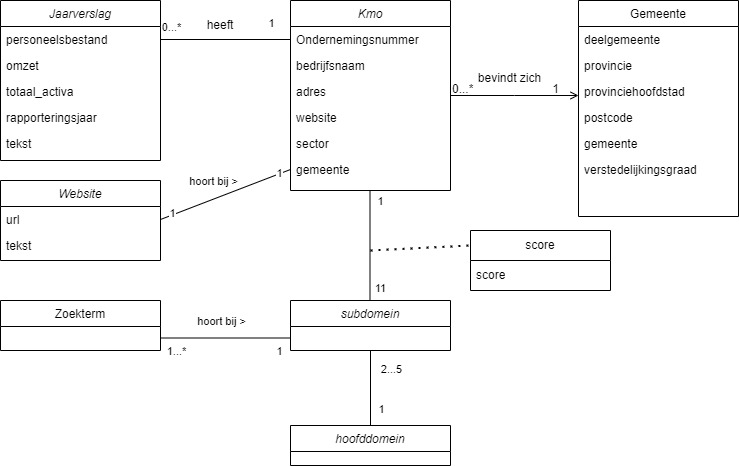 Jaarverslag
personeelsbestand
omzet
totaal_activa
rapporteringsjaar
tekst
0...*
heeft
1
Kmo
Ondernemingsnummer
bedrijfsnaam
adres
website
sector
gemeente
0...*
bevindt zich
1
Gemeente
deelgemeente
provincie
provinciehoofdstad
postcode
gemeente
verstedelijkingsgraad
Website
url
tekst
1
hoort bij >
1
1
11
score
score
Zoekterm
1...*
hoort bij >
1
subdomein
2...5
1
hoofddomein